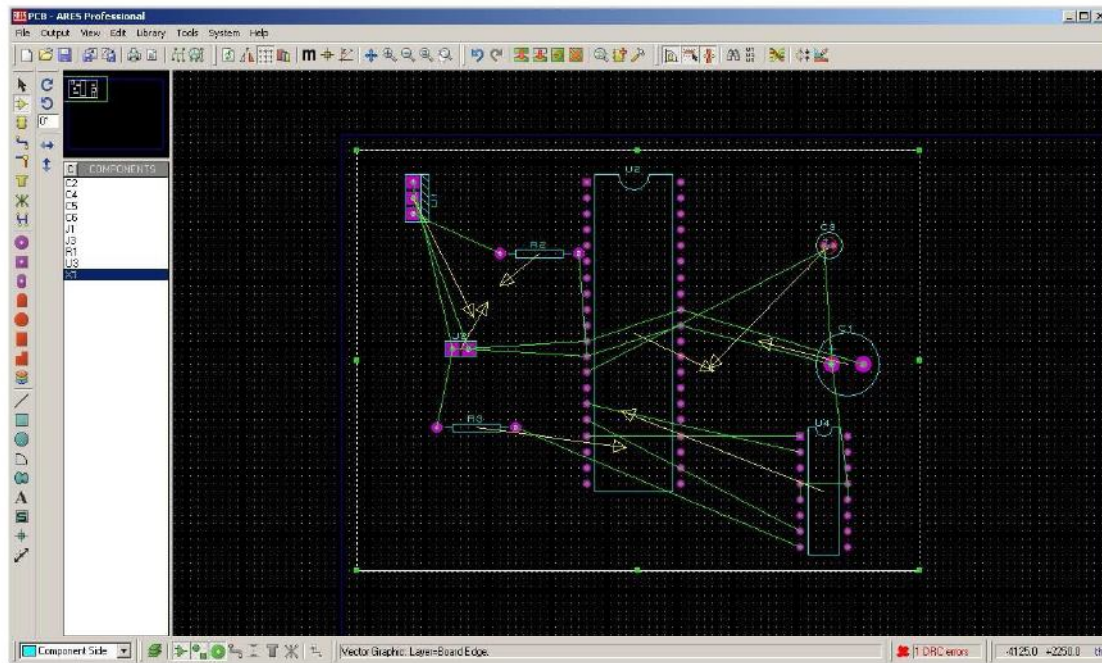 PCB - ARES Professional
File Output View Edit Library Tools System Help
0°
C COMPONENTS
C2
C4
C5
C6
J1
J3
R1
U3
X1
U2
R2
C3
C1
R3
U4
Component Side
Vector Graphic: Layer=Board Edge.
1 DRC errors
-4125.0 +2250.0 th